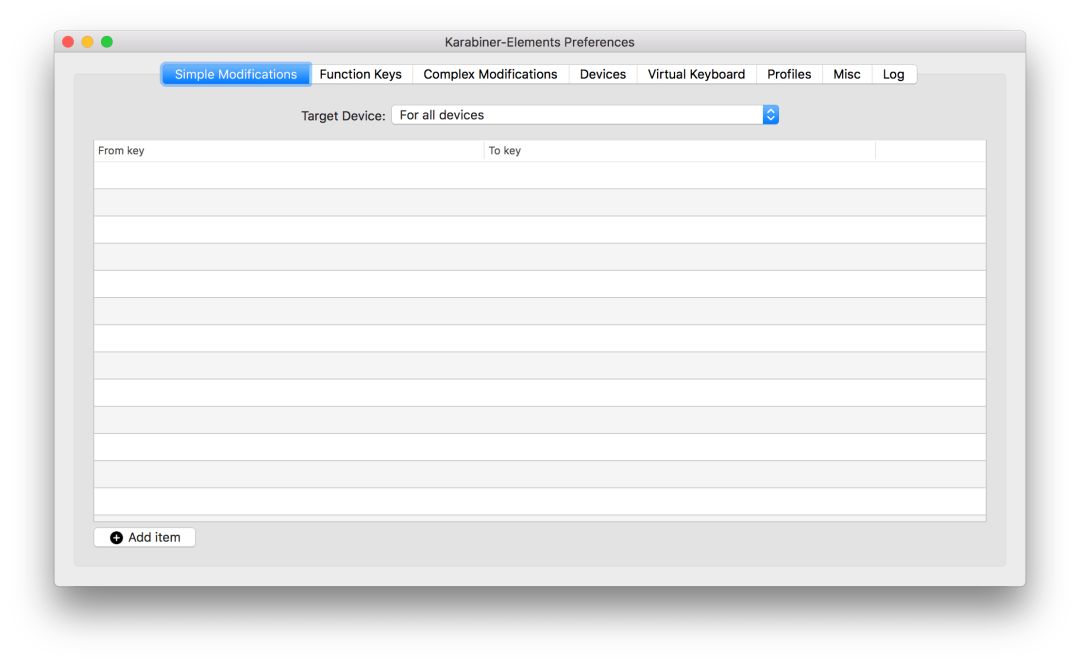 Karabiner-Elements Preferences
Simple Modifications Function Keys Complex Modifications Devices Virtual Keyboard Profiles Misc Log
Target Device: For all devices
From key To key
Add item